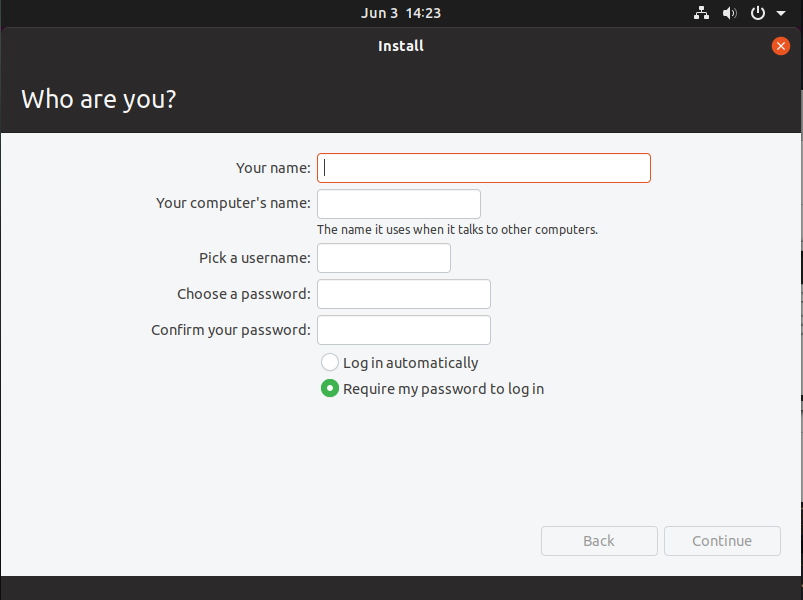 Jun 3 14:23
Install
Who are you?
Your name:
Your computer's name:
The name it uses when it talks to other computers.
Pick a username:
Choose a password:
Confirm your password:
Log in automatically
Require my password to log in
Back Continue